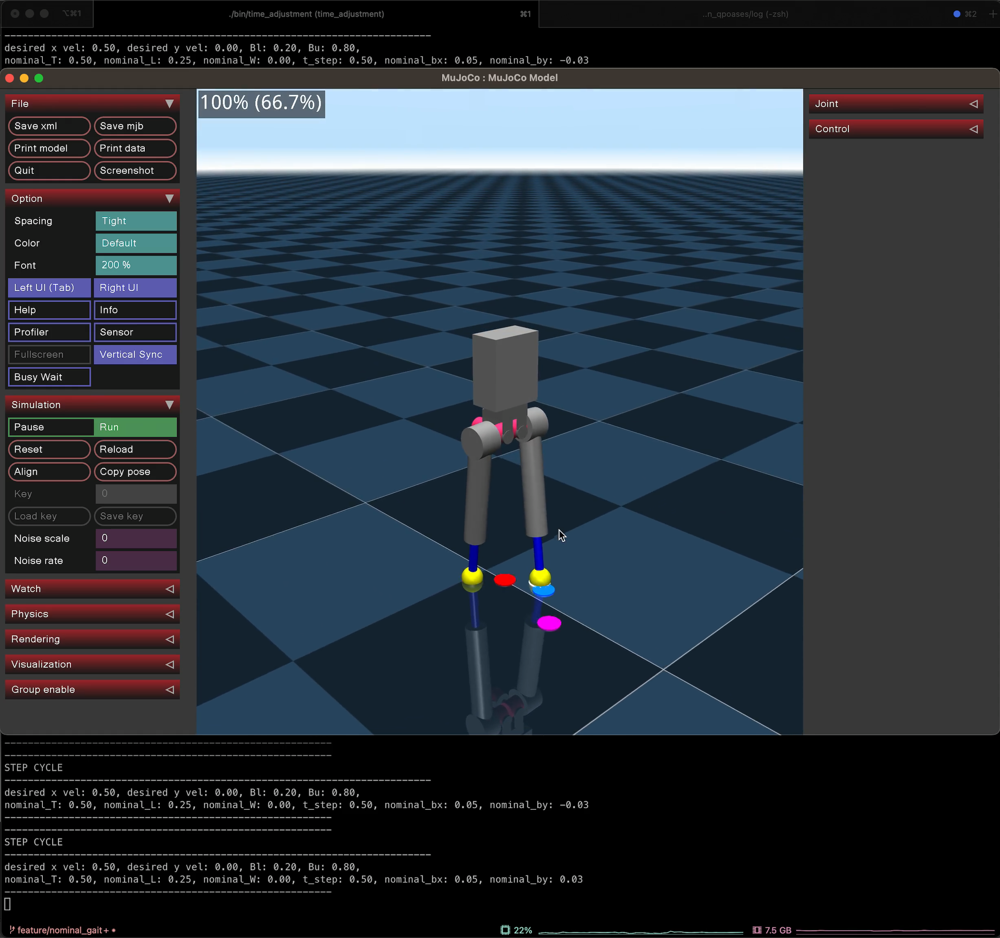 ⌥⌘1 ./bin/time_adjustment (time_adjustment) ⌘1 ..n_qpoases/log (-zsh) ⌘2 +
--------------------------------------------------------------------------
desired x vel: 0.50, desired y vel: 0.00, Bl: 0.20, Bu: 0.80,
nominal_T: 0.50, nominal_L: 0.25, nominal_W: 0.00, t_step: 0.50, nominal_bx: 0.05, nominal_by: -0.03
MuJoCo : MuJoCo Model
File
Save xml Save mjb
Print model Print data
Quit Screenshot
Option
Spacing Tight
Color Default
Font 200 %
Left UI (Tab) Right UI
Help Info
Profiler Sensor
Fullscreen Vertical Sync
Busy Wait
Simulation
Pause Run
Reset Reload
Align Copy pose
Key 0
Load key Save key
Noise scale 0
Noise rate 0
Watch
Physics
Rendering
Visualization
Group enable
100% (66.7%)
Joint
Control
--------------------------------------------------------
--------------------------------------------------------
STEP CYCLE
--------------------------------------------------------------------------
desired x vel: 0.50, desired y vel: 0.00, Bl: 0.20, Bu: 0.80,
nominal_T: 0.50, nominal_L: 0.25, nominal_W: 0.00, t_step: 0.50, nominal_bx: 0.05, nominal_by: -0.03
--------------------------------------------------------
--------------------------------------------------------
STEP CYCLE
--------------------------------------------------------------------------
desired x vel: 0.50, desired y vel: 0.00, Bl: 0.20, Bu: 0.80,
nominal_T: 0.50, nominal_L: 0.25, nominal_W: 0.00, t_step: 0.50, nominal_bx: 0.05, nominal_by: 0.03
--------------------------------------------------------
feature/nominal_gait+ • 22% 7.5 GB